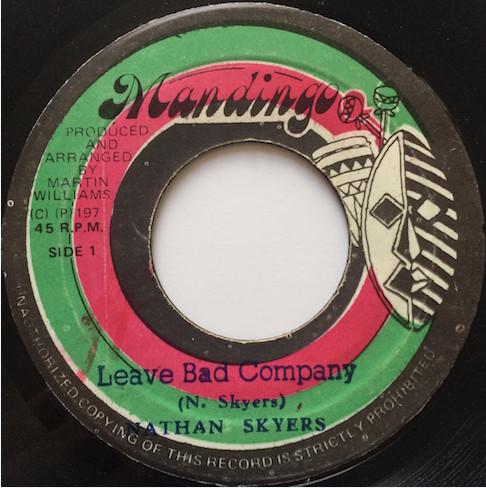 Mandingo
PRODUCED
AND
ARRANGED
BY
MARTIN
WILLIAMS
(C) (P) 197
45 R.P.M.
SIDE 1
Leave Bad Company
(N. Skyers)
NATHAN SKYERS
UNAUTHORIZED COPYING OF THIS RECORD IS STRICTLY PROHIBITED